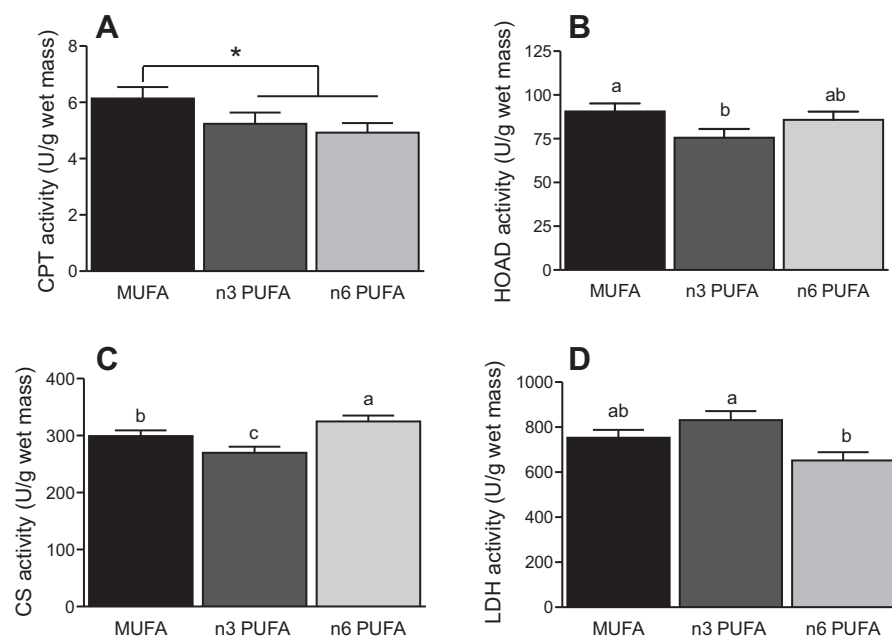 A
CPT activity (U/g wet mass)
8
6
4
2
0
*
MUFA n3 PUFA n6 PUFA
B
HOAD activity (U/g wet mass)
125
100
75
50
25
0
a b ab
MUFA n3 PUFA n6 PUFA
C
CS activity (U/g wet mass)
400
300
200
100
0
b c a
MUFA n3 PUFA n6 PUFA
D
LDH activity (U/g wet mass)
1000
800
600
400
200
0
ab a b
MUFA n3 PUFA n6 PUFA